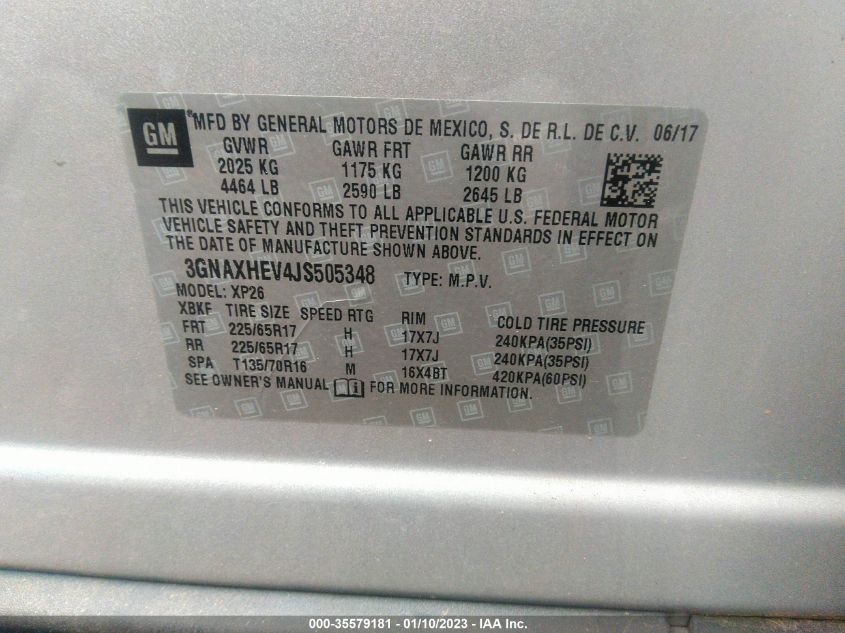 GM
®MFD BY GENERAL MOTORS DE MEXICO, S. DE R.L. DE C.V. 06/17
GVWR GAWR FRT GAWR RR
2025 KG 1175 KG 1200 KG
4464 LB 2590 LB 2645 LB
THIS VEHICLE CONFORMS TO ALL APPLICABLE U.S. FEDERAL MOTOR
VEHICLE SAFETY AND THEFT PREVENTION STANDARDS IN EFFECT ON
THE DATE OF MANUFACTURE SHOWN ABOVE.
3GNAXHEV4JS505348 TYPE: M.P.V.
MODEL: XP26
XBKF TIRE SIZE SPEED RTG RIM COLD TIRE PRESSURE
FRT 225/65R17 H 17X7J 240KPA(35PSI)
RR 225/65R17 H 17X7J 240KPA(35PSI)
SPA T135/70R16 M 16X4BT 420KPA(60PSI)
SEE OWNER'S MANUAL FOR MORE INFORMATION.
000-35579181 - 01/10/2023 - IAA Inc.